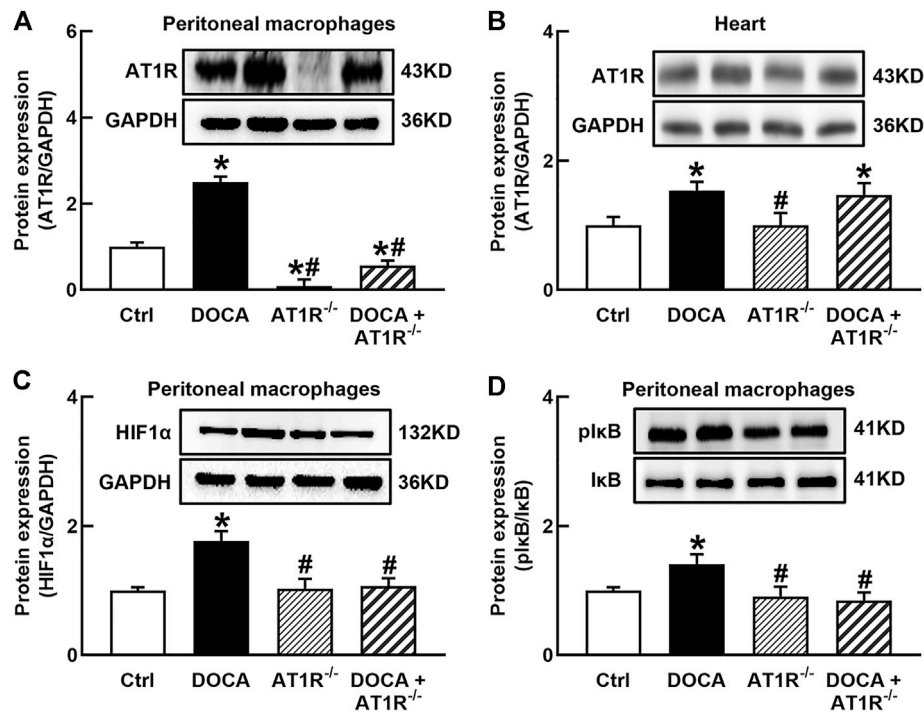 A
Peritoneal macrophages
Protein expression
(AT1R/GAPDH)
6
4
2
0
AT1R
43KD
GAPDH
36KD
*
*#
*#
Ctrl
DOCA
AT1R-/-
DOCA +
AT1R-/-
B
Heart
Protein expression
(AT1R/GAPDH)
4
3
2
1
0
AT1R
43KD
GAPDH
36KD
*
#
*
Ctrl
DOCA
AT1R-/-
DOCA +
AT1R-/-
C
Peritoneal macrophages
Protein expression
(HIF1α/GAPDH)
4
2
0
HIF1α
132KD
GAPDH
36KD
*
#
#
Ctrl
DOCA
AT1R-/-
DOCA +
AT1R-/-
D
Peritoneal macrophages
Protein expression
(pIκB/IκB)
4
2
0
pIκB
41KD
IκB
41KD
*
#
#
Ctrl
DOCA
AT1R-/-
DOCA +
AT1R-/-